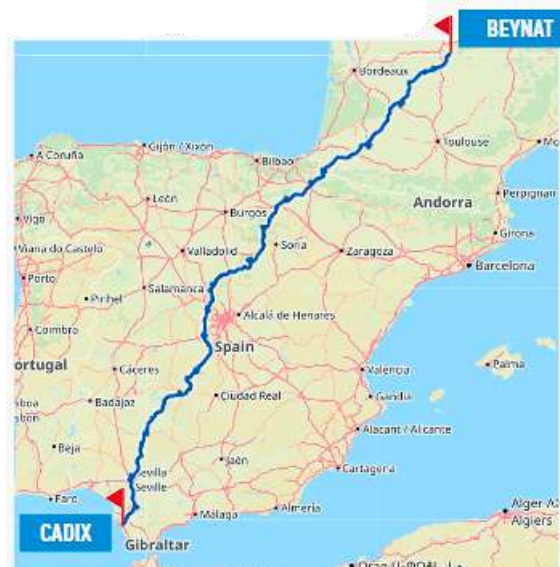 BEYNAT
Bordeaux
Toulouse
A Coruña
Gijón / Xixón
Bilbao
Andorra
Perpignan
León
Burgos
Vigo
Girona
Viana do Castelo
Valladolid
Soria
Zaragoza
Barcelona
Porto
Salamanca
Pinhel
Alcalá de Henares
Coimbra
Spain
ortugal
Palma
Cáceres
València
Ciudad Real
Gandia
Badajoz
Alacant / Alicante
Beja
Jaén
Sevilla
Seville
Cartagena
Faro
Almería
Málaga
CADIX
Gibraltar
Algiers